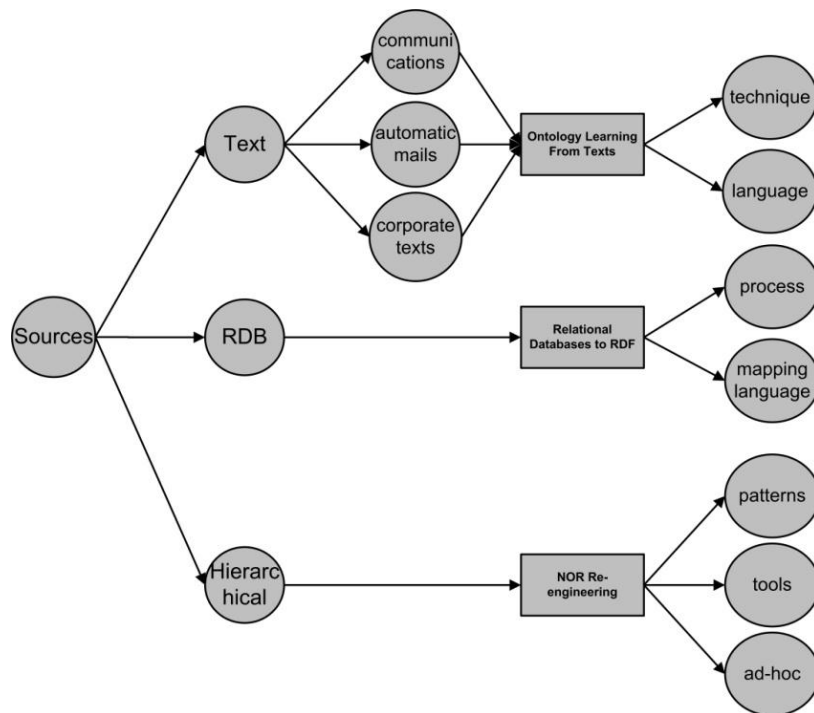 communi
cations
technique
Text
automatic
mails
Ontology Learning
From Texts
language
corporate
texts
process
Sources
RDB
Relational
Databases to RDF
mapping
language
patterns
Hierarc
hical
NOR Re-
engineering
tools
ad-hoc